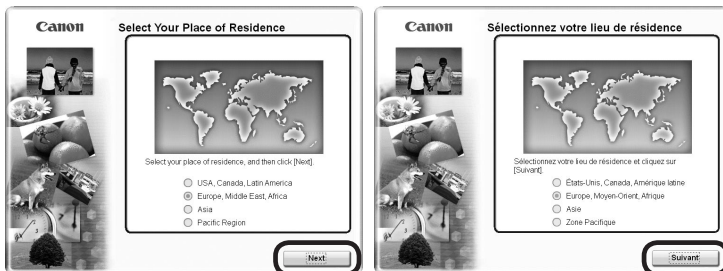 Canon
Select Your Place of Residence
Select your place of residence, and then click [Next].
USA, Canada, Latin America
Europe, Middle East, Africa
Asia
Pacific Region
Next
Canon
Sélectionnez votre lieu de résidence
Sélectionnez votre lieu de résidence et cliquez sur
[Suivant].
États-Unis, Canada, Amérique latine
Europe, Moyen-Orient, Afrique
Asie
Zone Pacifique
Suivant